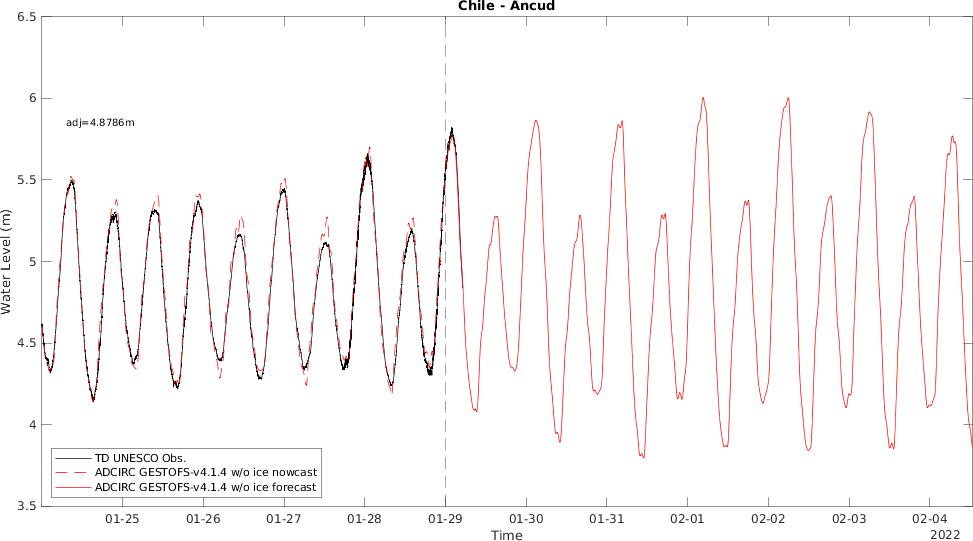 Chile - Ancud
6.5
6
5.5
5
4.5
4
3.5
Water Level (m)
adj=4.8786m
TD UNESCO Obs.
ADCIRC GESTOFS-v4.1.4 w/o ice nowcast
ADCIRC GESTOFS-v4.1.4 w/o ice forecast
01-25 01-26 01-27 01-28 01-29 01-30 01-31 02-01 02-02 02-03 02-04
Time
2022